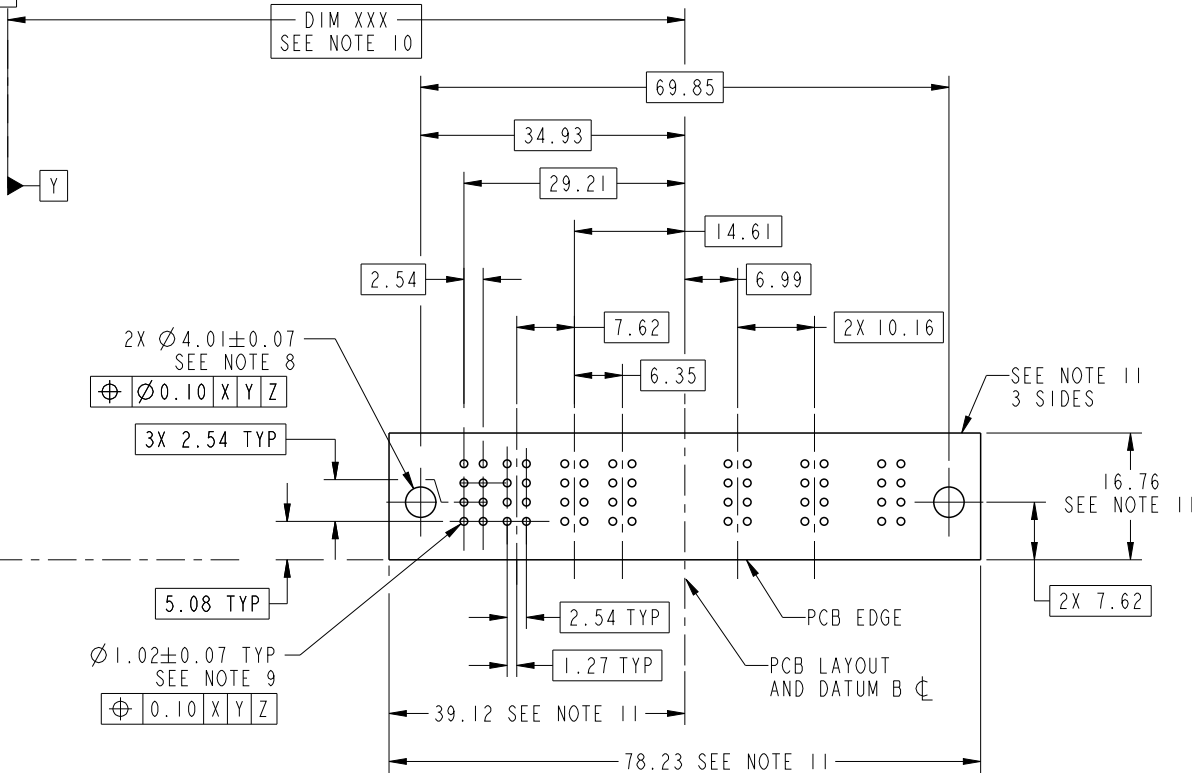 DIM XXX
SEE NOTE 10
69.85
34.93
Y
29.21
14.61
2.54
6.99
7.62
2X 10.16
2X Ø4.01±0.07
SEE NOTE 8
⌖ Ø0.10 X Y Z
6.35
SEE NOTE 11
3 SIDES
3X 2.54 TYP
16.76
SEE NOTE 11
5.08 TYP
2.54 TYP
PCB EDGE
2X 7.62
Ø1.02±0.07 TYP
SEE NOTE 9
⌖ 0.10 X Y Z
1.27 TYP
PCB LAYOUT
AND DATUM B ℄
39.12 SEE NOTE 11
78.23 SEE NOTE 11